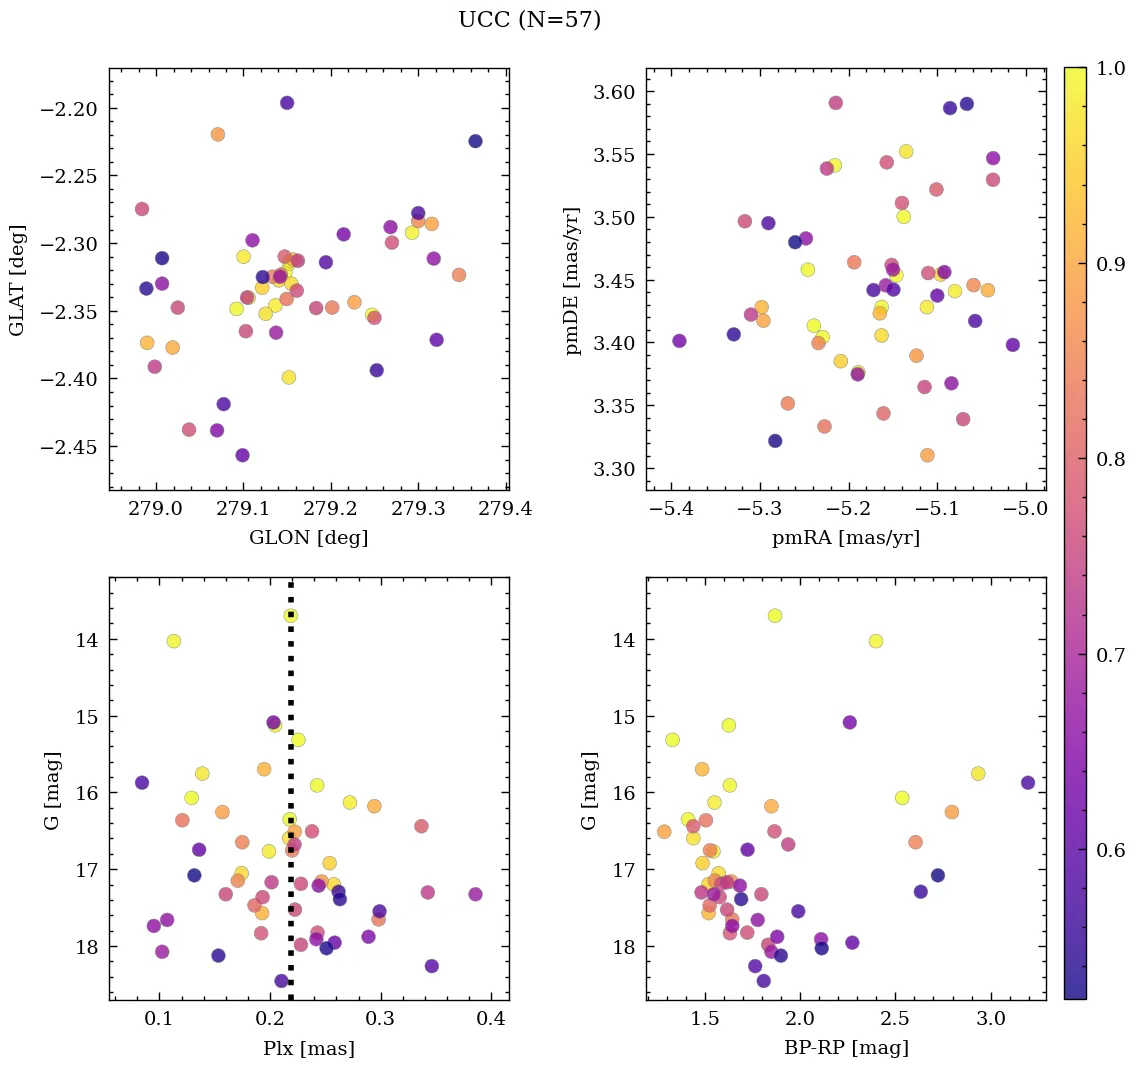 UCC (N=57)
−2.20
−2.25
−2.30
−2.35
−2.40
−2.45
GLAT [deg]
279.0 279.1 279.2 279.3 279.4
GLON [deg]
3.60
3.55
3.50
3.45
3.40
3.35
3.30
pmDE [mas/yr]
−5.4 −5.3 −5.2 −5.1 −5.0
pmRA [mas/yr]
14
15
16
17
18
G [mag]
0.1 0.2 0.3 0.4
Plx [mas]
14
15
16
17
18
G [mag]
1.5 2.0 2.5 3.0
BP-RP [mag]
1.0
0.9
0.8
0.7
0.6